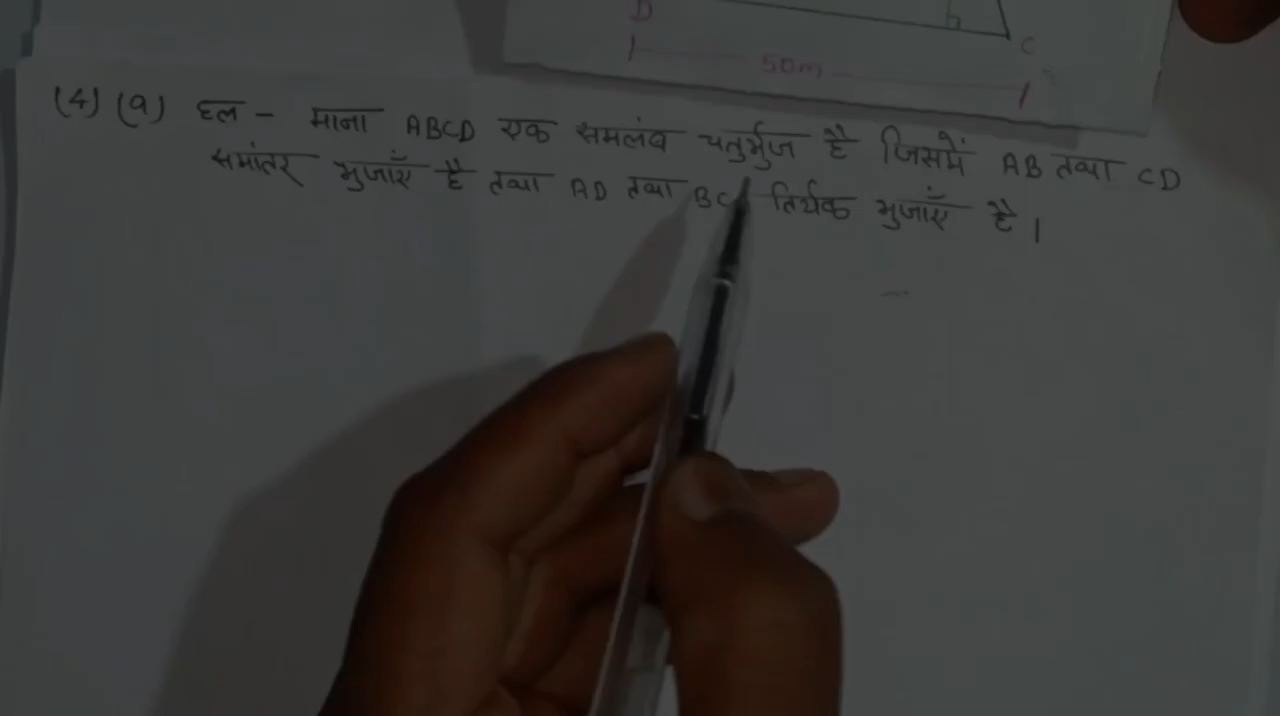 D
C
50m
(4) (a) हल - माना ABCD एक समलंब चतुर्भुज है जिसमें AB तथा CD
समांतर भुजाएँ है तथा AD तथा BC तिर्यक भुजाएँ है ।